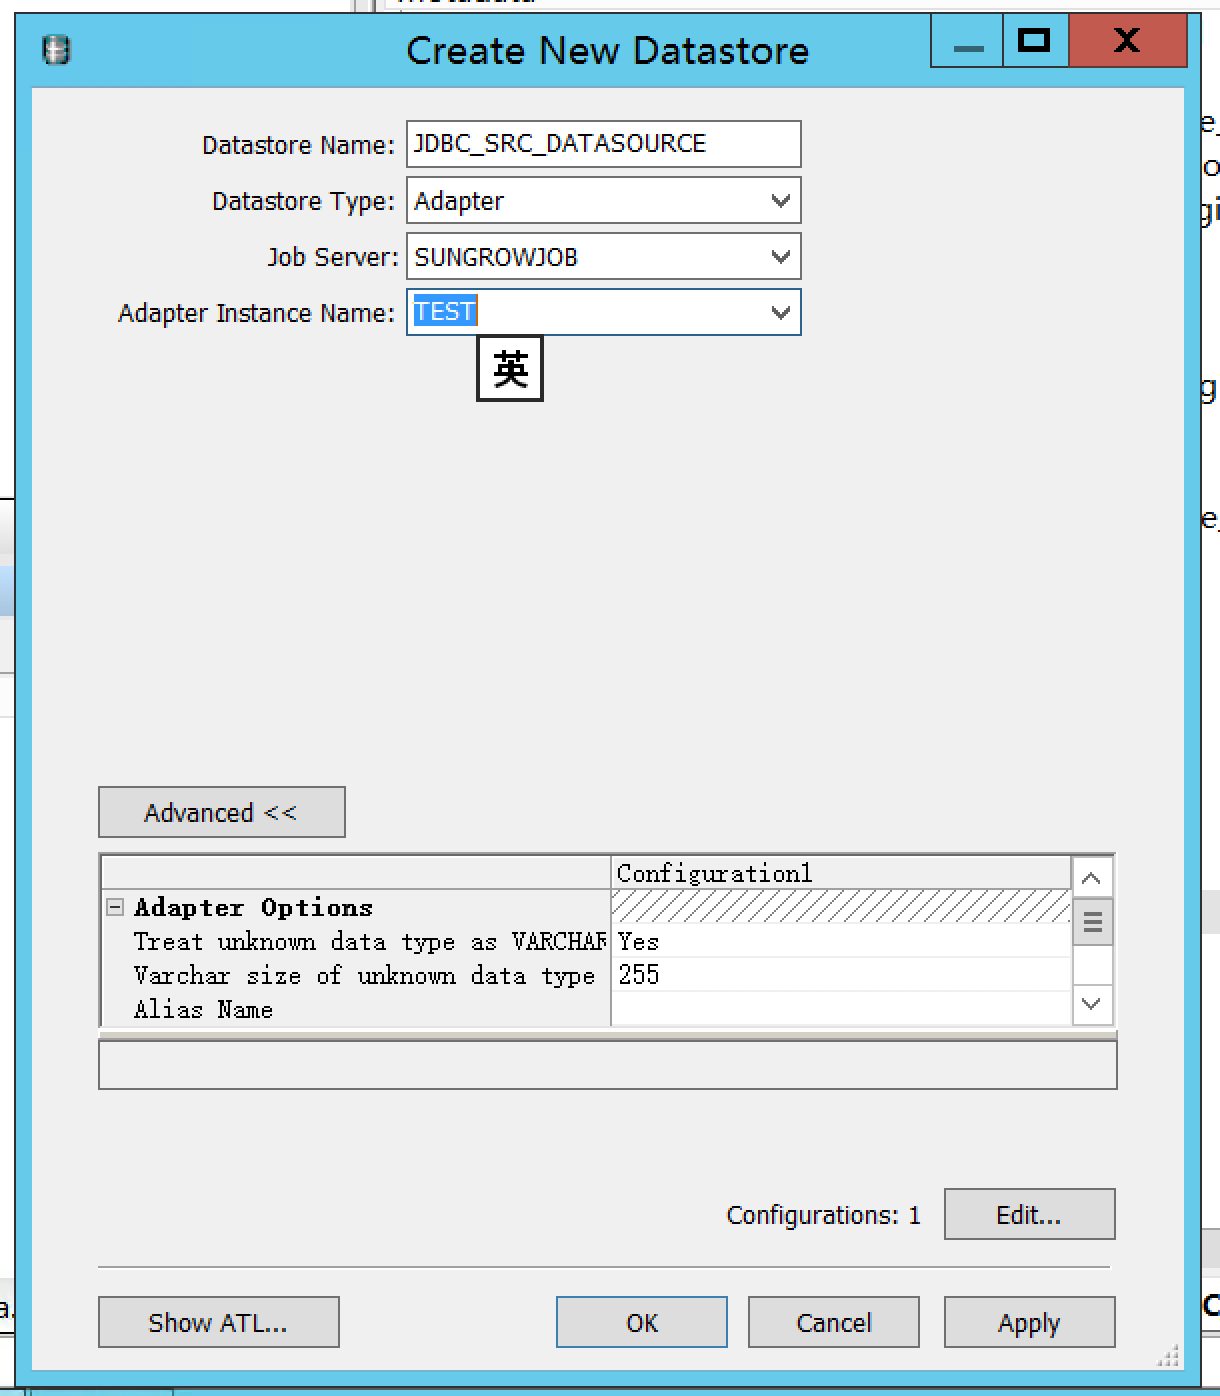 Create New Datastore
Datastore Name: JDBC_SRC_DATASOURCE
Datastore Type: Adapter
Job Server: SUNGROWJOB
Adapter Instance Name: TEST
英
Advanced <<
Configuration1
Adapter Options
Treat unknown data type as VARCHAR Yes
Varchar size of unknown data type 255
Alias Name
Configurations: 1 Edit...
Show ATL... OK Cancel Apply